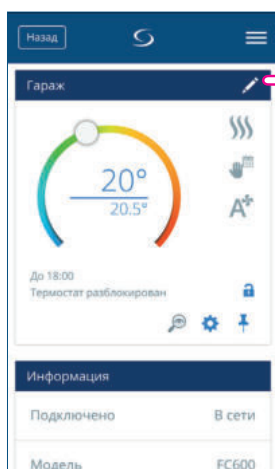 Назад
Гараж
20°
20.5°
До 18:00
Термостат разблокирован
Информация
Подключено В сети
Модель FC600